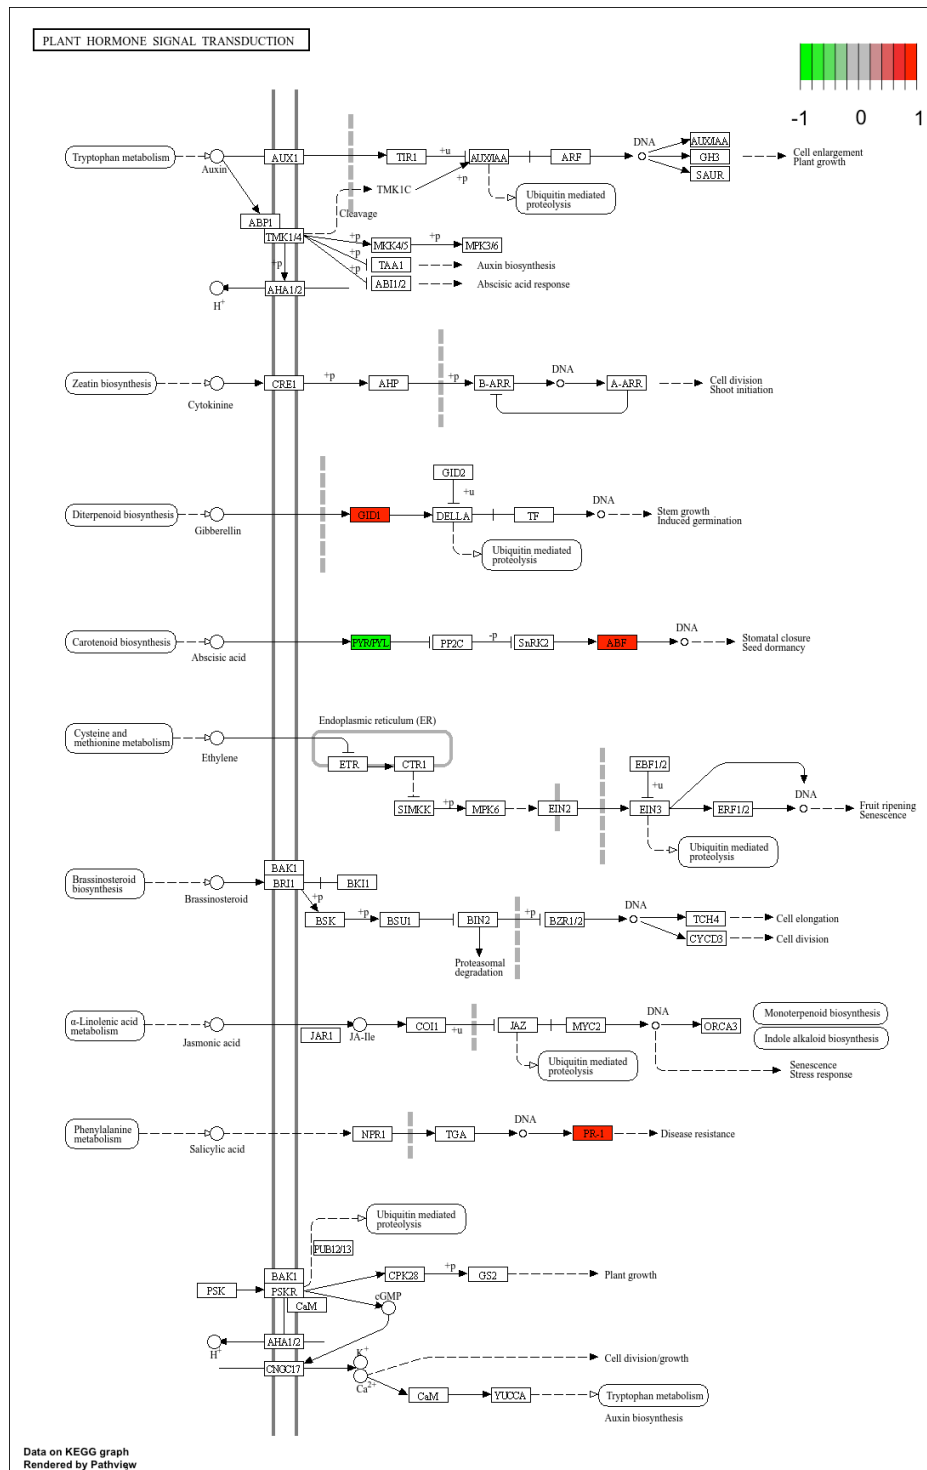 PLANT HORMONE SIGNAL TRANSDUCTION
-1 0 1
Tryptophan metabolism
Auxin
AUX1
TIR1
+u
AUX/IAA
ARF
DNA
AUX/IAA
GH3
SAUR
Cell enlargement
Plant growth
TMK1C
+p
Cleavage
Ubiquitin mediated
proteolysis
ABP1
TMK1/4
+p
MKK4/5
+p
MPK3/6
+p
TAA1
Auxin biosynthesis
+p
ABI1/2
Abscisic acid response
+p
AHA1/2
H+
Zeatin biosynthesis
Cytokinine
CRE1
+p
AHP
+p
B-ARR
DNA
A-ARR
Cell division
Shoot initiation
GID2
+u
Diterpenoid biosynthesis
Gibberellin
GID1
DELLA
TF
DNA
Stem growth
Induced germination
Ubiquitin mediated
proteolysis
Carotenoid biosynthesis
Abscisic acid
PYR/PYL
PP2C
-p
SnRK2
ABF
DNA
Stomatal closure
Seed dormancy
Cysteine and
methionine metabolism
Ethylene
Endoplasmic reticulum (ER)
ETR
CTR1
SIMKK
+p
MPK6
EIN2
EBF1/2
+u
EIN3
ERF1/2
DNA
Fruit ripening
Senescence
Ubiquitin mediated
proteolysis
Brassinosteroid
biosynthesis
Brassinosteroid
BAK1
BRI1
BKI1
+p
BSK
+p
BSU1
BIN2
+p
BZR1/2
DNA
TCH4
Cell elongation
CYCD3
Cell division
Proteasomal
degradation
α-Linolenic acid
metabolism
Jasmonic acid
JAR1
JA-Ile
COI1
+u
JAZ
MYC2
DNA
ORCA3
Monoterpenoid biosynthesis
Indole alkaloid biosynthesis
Ubiquitin mediated
proteolysis
Senescence
Stress response
Phenylalanine
metabolism
Salicylic acid
NPR1
TGA
DNA
PR-1
Disease resistance
Ubiquitin mediated
proteolysis
PUB12/13
PSK
BAK1
PSKR
CaM
CPK28
+p
GS2
Plant growth
cGMP
H+
AHA1/2
CNGC17
K+
Ca2+
Cell division/growth
CaM
YUCCA
Tryptophan metabolism
Auxin biosynthesis
Data on KEGG graph
Rendered by Pathview